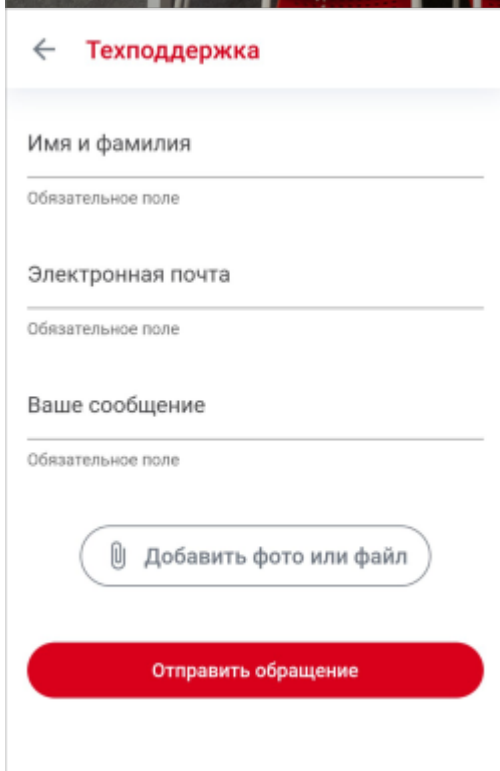 Техподдержка
Имя и фамилия
Обязательное поле
Электронная почта
Обязательное поле
Ваше сообщение
Обязательное поле
Добавить фото или файл
Отправить обращение